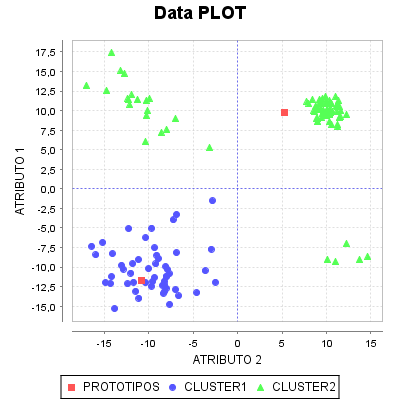 Data PLOT
ATRIBUTO 1
17,5
15,0
12,5
10,0
7,5
5,0
2,5
0,0
-2,5
-5,0
-7,5
-10,0
-12,5
-15,0
-15 -10 -5 0 5 10 15
ATRIBUTO 2
PROTOTIPOS CLUSTER1 CLUSTER2